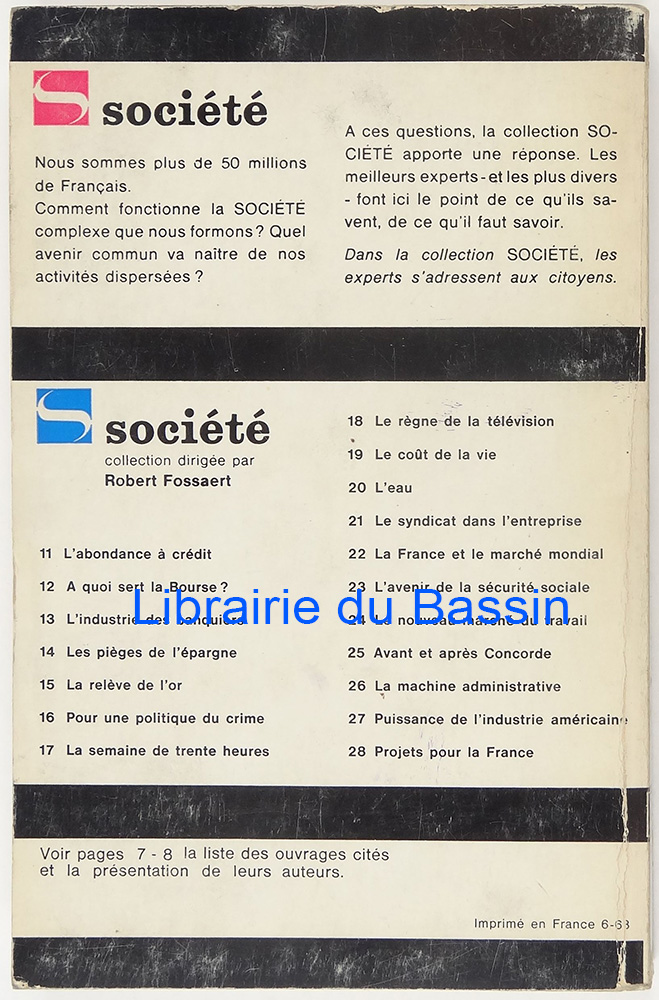 société
Nous sommes plus de 50 millions
de Français.
Comment fonctionne la SOCIÉTÉ
complexe que nous formons ? Quel
avenir commun va naître de nos
activités dispersées ?
A ces questions, la collection SO-
CIÉTÉ apporte une réponse. Les
meilleurs experts - et les plus divers
- font ici le point de ce qu'ils sa-
vent, de ce qu'il faut savoir.
Dans la collection SOCIÉTÉ, les
experts s'adressent aux citoyens.
société
collection dirigée par
Robert Fossaert
11 L'abondance à crédit
12 A quoi sert la Bourse ?
13 L'industrie des banquiers
14 Les pièges de l'épargne
15 La relève de l'or
16 Pour une politique du crime
17 La semaine de trente heures
18 Le règne de la télévision
19 Le coût de la vie
20 L'eau
21 Le syndicat dans l'entreprise
22 La France et le marché mondial
23 L'avenir de la sécurité sociale
24 Le nouveau marché du travail
25 Avant et après Concorde
26 La machine administrative
27 Puissance de l'industrie américaine
28 Projets pour la France
Librairie du Bassin
Voir pages 7 - 8 la liste des ouvrages cités
et la présentation de leurs auteurs.
Imprimé en France 6-68